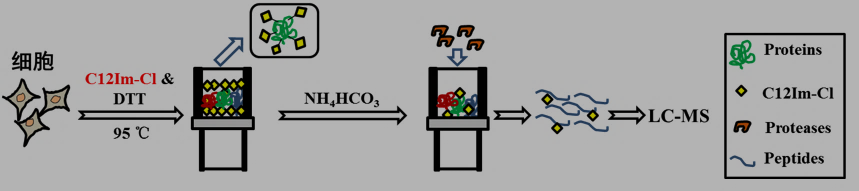 细胞
C12Im-Cl &
DTT
95 ℃
NH₄HCO₃
LC-MS
Proteins
C12Im-Cl
Proteases
Peptides